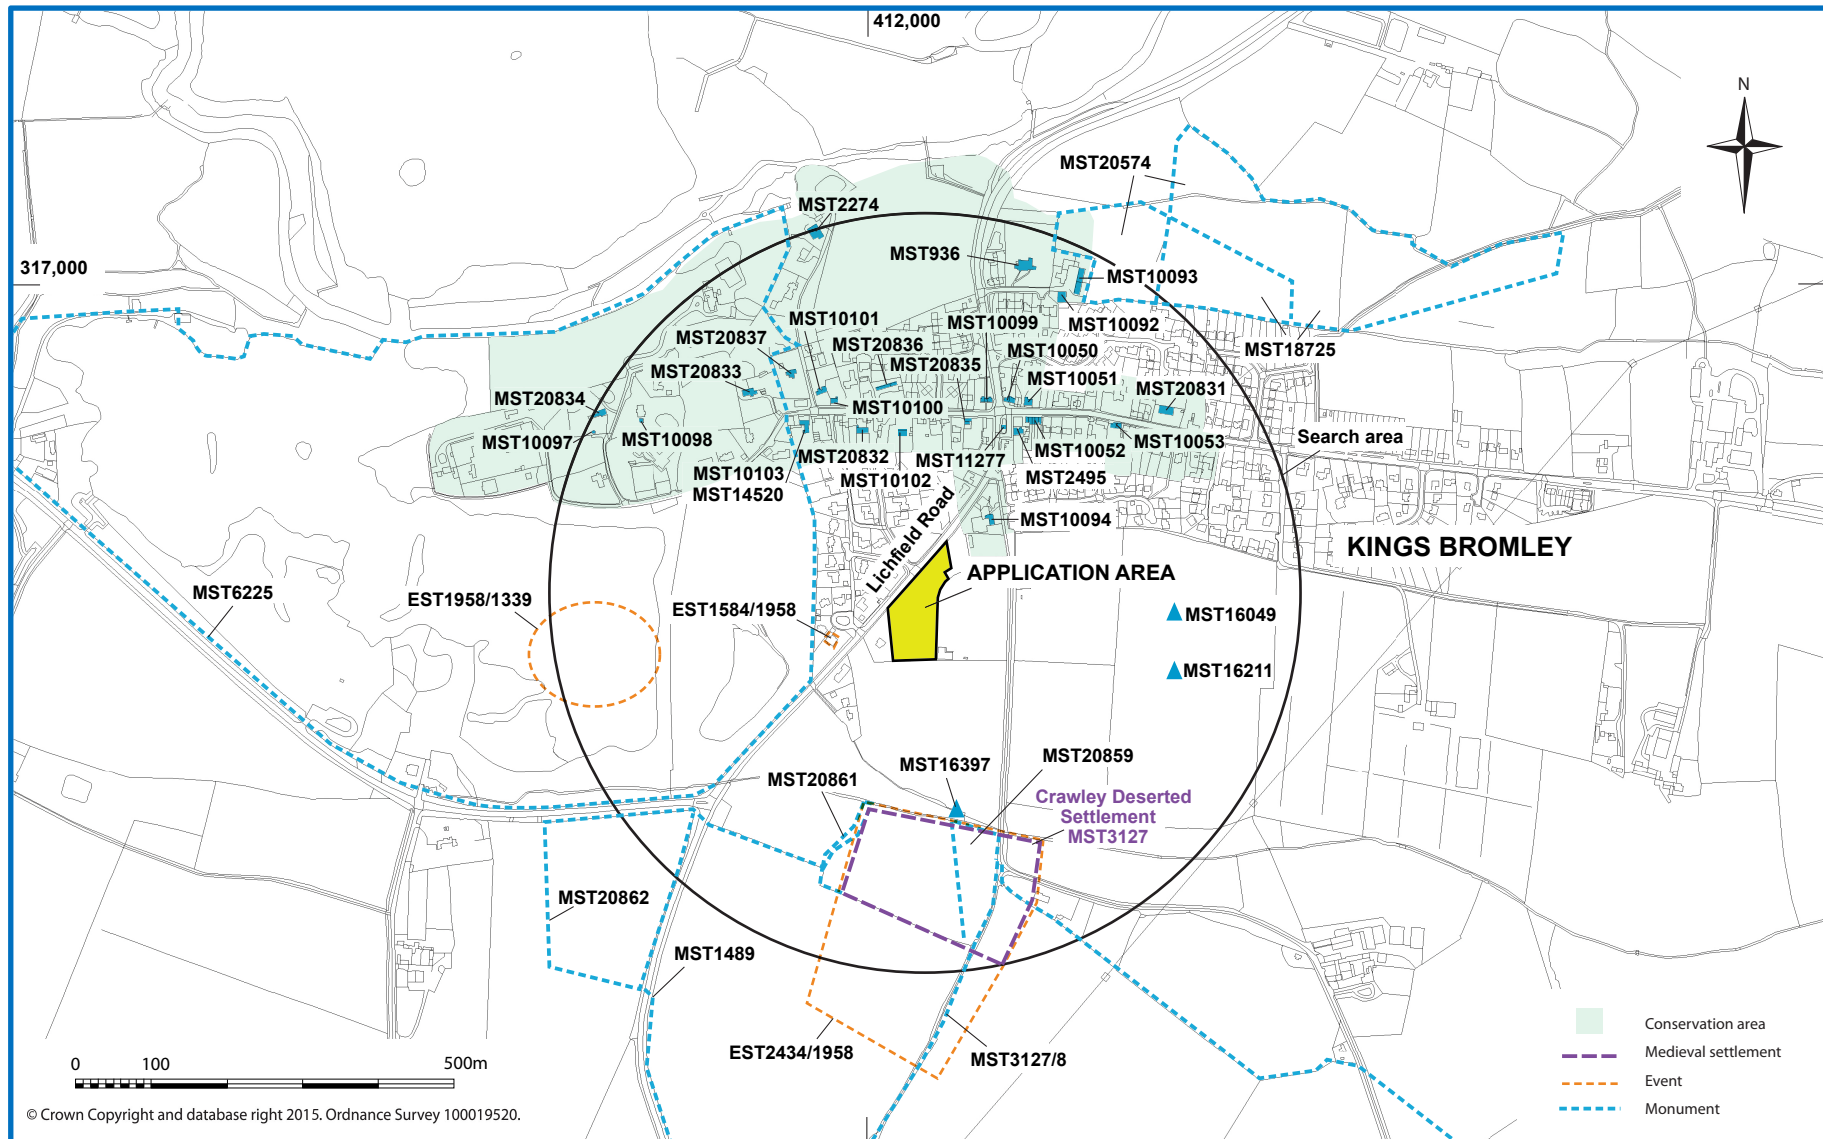 412,000
N
MST20574
MST2274
MST936
317,000
MST10093
MST10101
MST10099
MST10092
MST20837
MST20836
MST10050
MST18725
MST20833
MST20835
MST10051
MST20831
MST20834
MST10100
MST10097
MST10098
MST10053
Search area
MST20832
MST11277
MST10052
MST10103
MST10102
MST2495
MST14520
MST10094
Lichfield Road
KINGS BROMLEY
APPLICATION AREA
MST6225
EST1958/1339
EST1584/1958
MST16049
MST16211
MST20859
MST16397
MST20861
Crawley Deserted
Settlement
MST3127
MST20862
MST1489
EST2434/1958
MST3127/8
Conservation area
Medieval settlement
Event
Monument
0 100 500m
© Crown Copyright and database right 2015. Ordnance Survey 100019520.